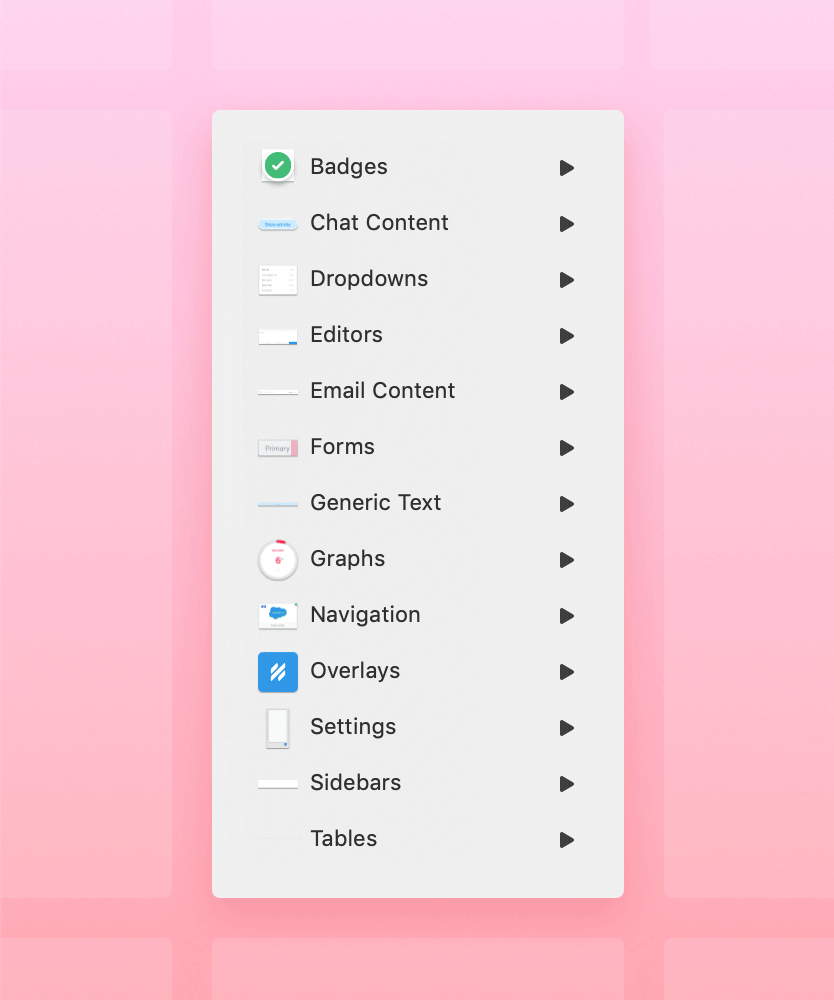 Badges
Chat Content
Dropdowns
Editors
Email Content
Primary
Forms
Generic Text
Graphs
Navigation
Overlays
Settings
Sidebars
Tables